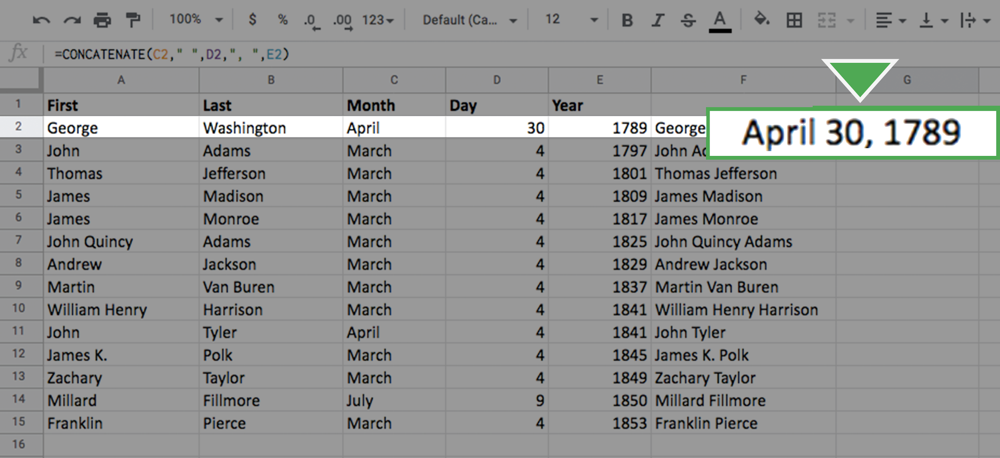 100% $ % .0 .00 123 Default (Ca... 12 B I S A
fx =CONCATENATE(C2," ",D2,", ",E2)
A B C D E F G
1 First Last Month Day Year
2 George Washington April 30 1789 George April 30, 1789
3 John Adams March 4 1797 John
4 Thomas Jefferson March 4 1801 Thomas Jefferson
5 James Madison March 4 1809 James Madison
6 James Monroe March 4 1817 James Monroe
7 John Quincy Adams March 4 1825 John Quincy Adams
8 Andrew Jackson March 4 1829 Andrew Jackson
9 Martin Van Buren March 4 1837 Martin Van Buren
10 William Henry Harrison March 4 1841 William Henry Harrison
11 John Tyler April 4 1841 John Tyler
12 James K. Polk March 4 1845 James K. Polk
13 Zachary Taylor March 4 1849 Zachary Taylor
14 Millard Fillmore July 9 1850 Millard Fillmore
15 Franklin Pierce March 4 1853 Franklin Pierce
16